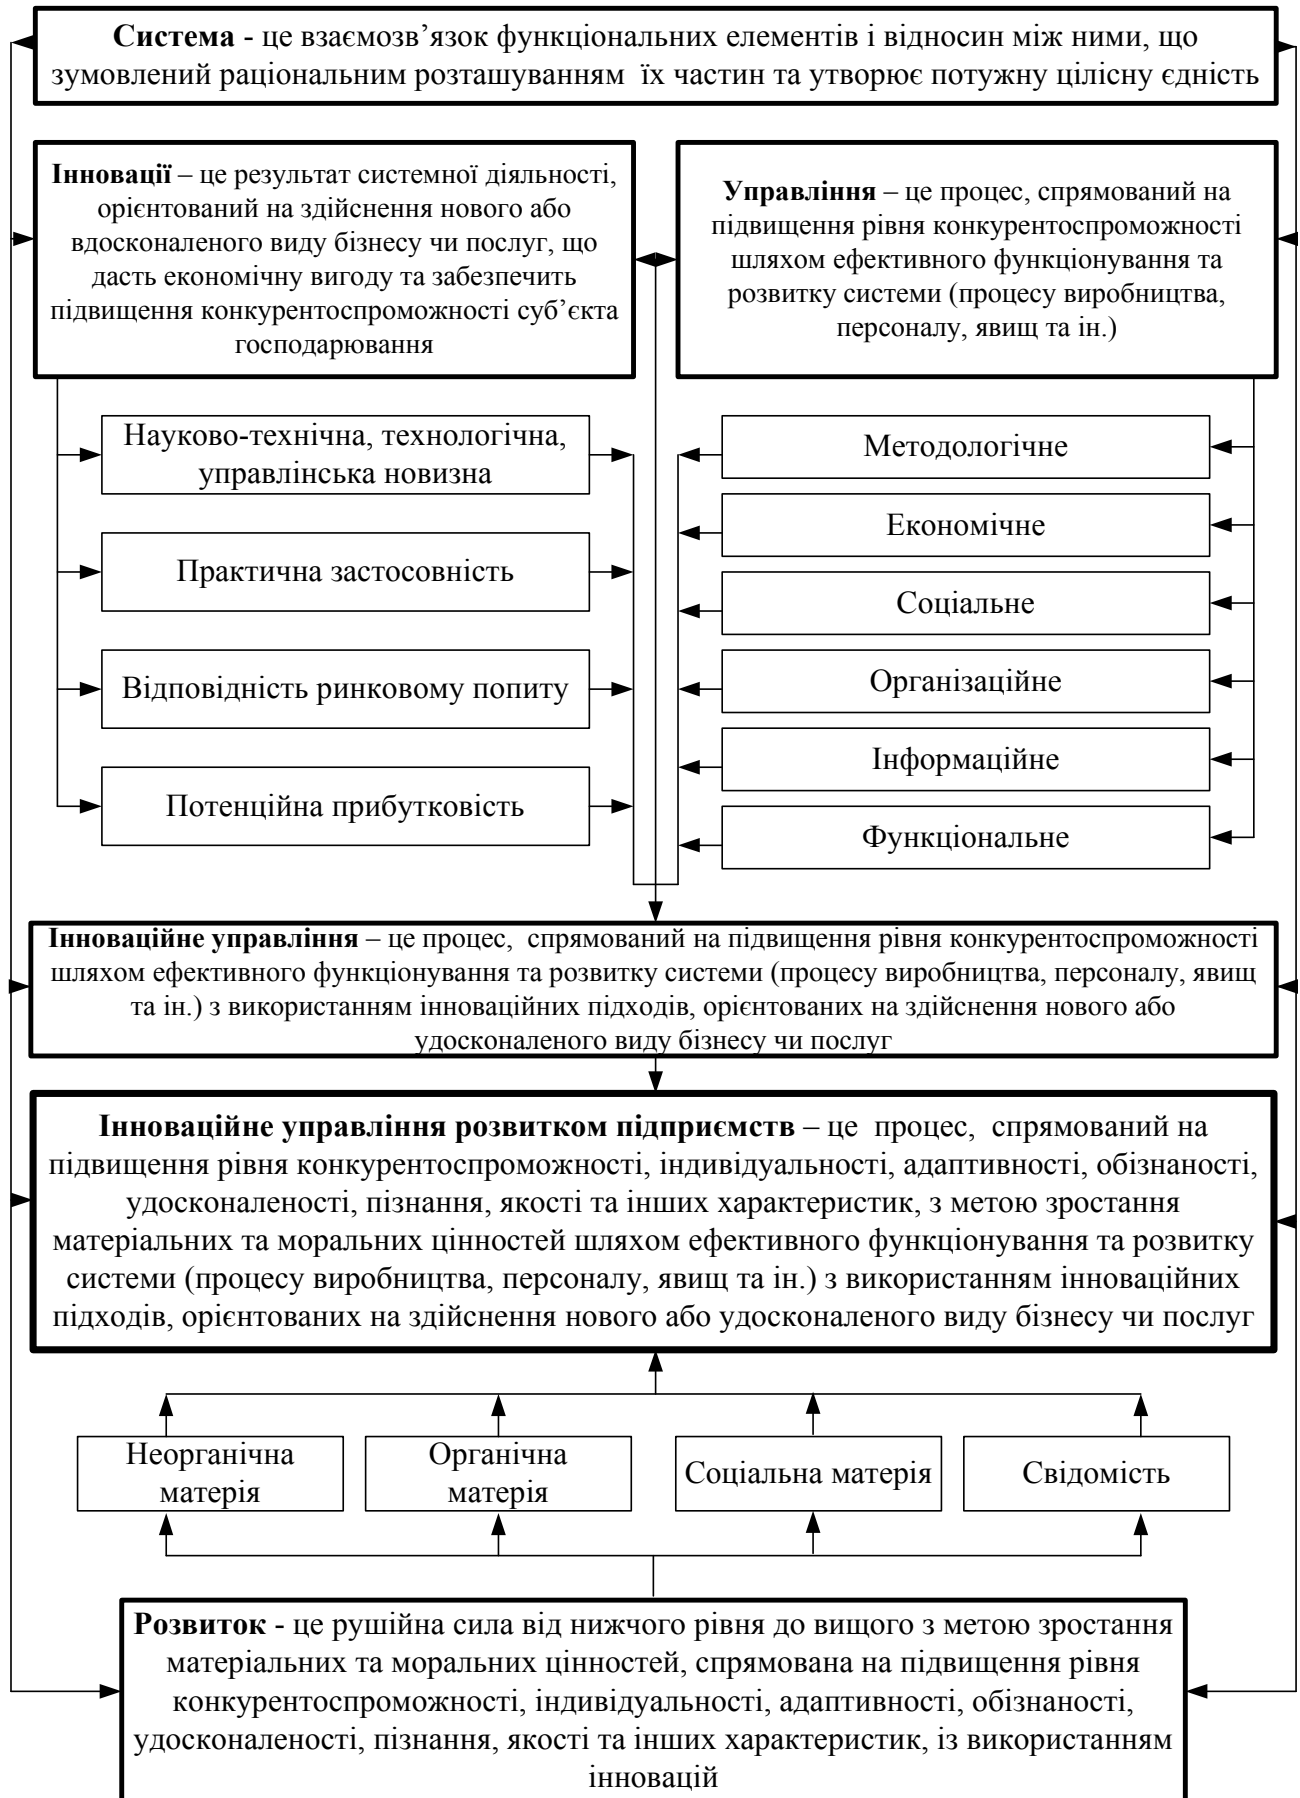 Система - це взаємозв’язок функціональних елементів і відносин між ними, що
зумовлений раціональним розташуванням їх частин та утворює потужну цілісну єдність
Інновації – це результат системної діяльності,
орієнтований на здійснення нового або
вдосконаленого виду бізнесу чи послуг, що
дасть економічну вигоду та забезпечить
підвищення конкурентоспроможності суб’єкта
господарювання
Управління – це процес, спрямований на
підвищення рівня конкурентоспроможності
шляхом ефективного функціонування та
розвитку системи (процесу виробництва,
персоналу, явищ та ін.)
Науково-технічна, технологічна,
управлінська новизна
Практична застосовність
Відповідність ринковому попиту
Потенційна прибутковість
Методологічне
Економічне
Соціальне
Організаційне
Інформаційне
Функціональне
Інноваційне управління – це процес, спрямований на підвищення рівня конкурентоспроможності
шляхом ефективного функціонування та розвитку системи (процесу виробництва, персоналу, явищ
та ін.) з використанням інноваційних підходів, орієнтованих на здійснення нового або
удосконаленого виду бізнесу чи послуг
Інноваційне управління розвитком підприємств – це процес, спрямований на
підвищення рівня конкурентоспроможності, індивідуальності, адаптивності, обізнаності,
удосконаленості, пізнання, якості та інших характеристик, з метою зростання
матеріальних та моральних цінностей шляхом ефективного функціонування та розвитку
системи (процесу виробництва, персоналу, явищ та ін.) з використанням інноваційних
підходів, орієнтованих на здійснення нового або удосконаленого виду бізнесу чи послуг
Неорганічна
матерія
Органічна
матерія
Соціальна матерія
Свідомість
Розвиток - це рушійна сила від нижчого рівня до вищого з метою зростання
матеріальних та моральних цінностей, спрямована на підвищення рівня
конкурентоспроможності, індивідуальності, адаптивності, обізнаності,
удосконаленості, пізнання, якості та інших характеристик, із використанням
інновацій